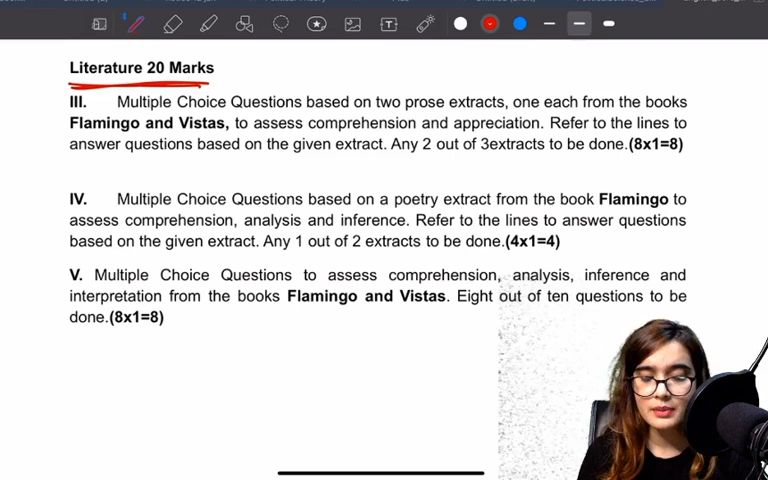 Literature 20 Marks
III. Multiple Choice Questions based on two prose extracts, one each from the books
Flamingo and Vistas, to assess comprehension and appreciation. Refer to the lines to
answer questions based on the given extract. Any 2 out of 3extracts to be done.(8x1=8)
IV. Multiple Choice Questions based on a poetry extract from the book Flamingo to
assess comprehension, analysis and inference. Refer to the lines to answer questions
based on the given extract. Any 1 out of 2 extracts to be done.(4x1=4)
V. Multiple Choice Questions to assess comprehension, analysis, inference and
interpretation from the books Flamingo and Vistas. Eight out of ten questions to be
done.(8x1=8)